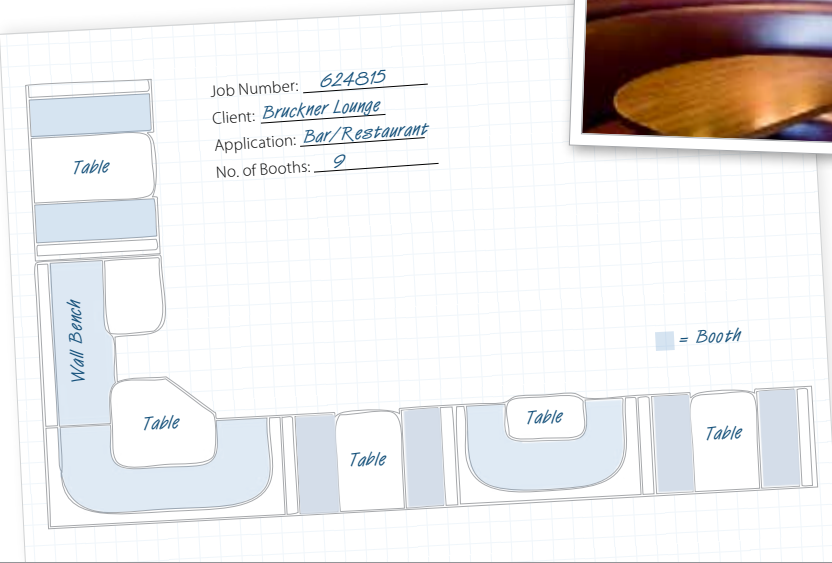 Job Number: 624815
Client: Bruckner Lounge
Application: Bar/Restaurant
No. of Booths: 9
Table
Wall Bench
= Booth
Table
Table
Table
Table